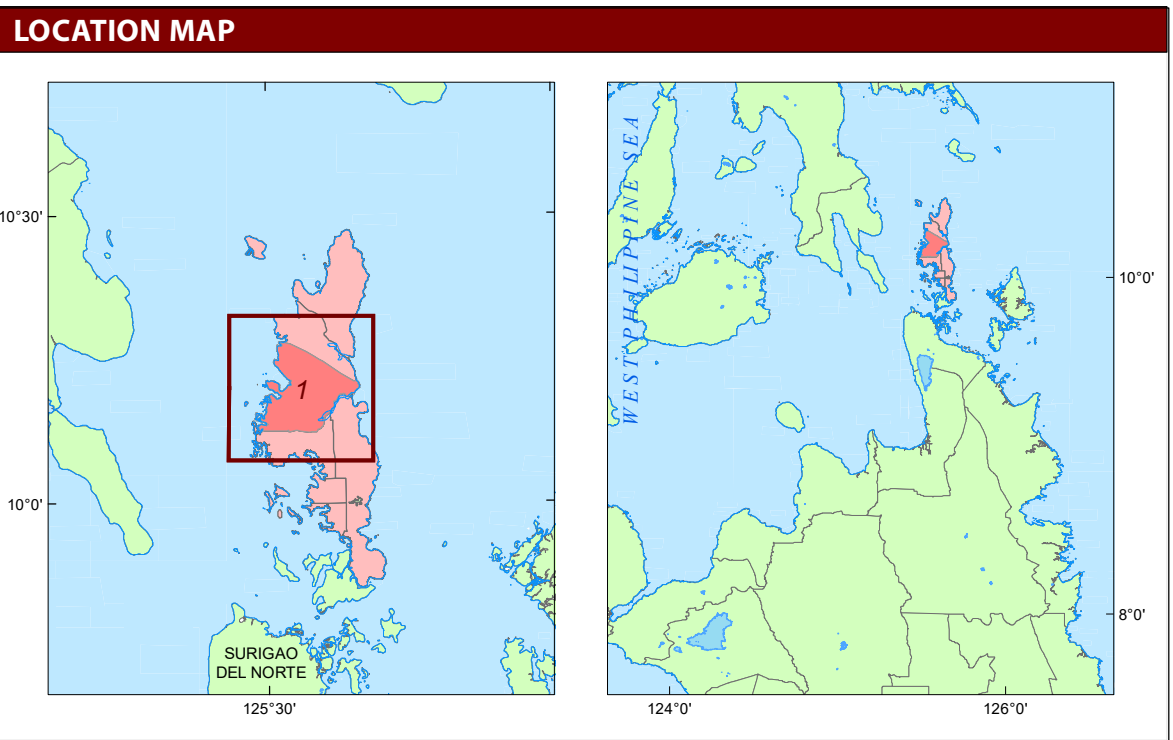 LOCATION MAP
10°30'
10°0'
1
SURIGAO
DEL NORTE
125°30'
WEST PHILIPPINE SEA
10°0'
8°0'
124°0'
126°0'